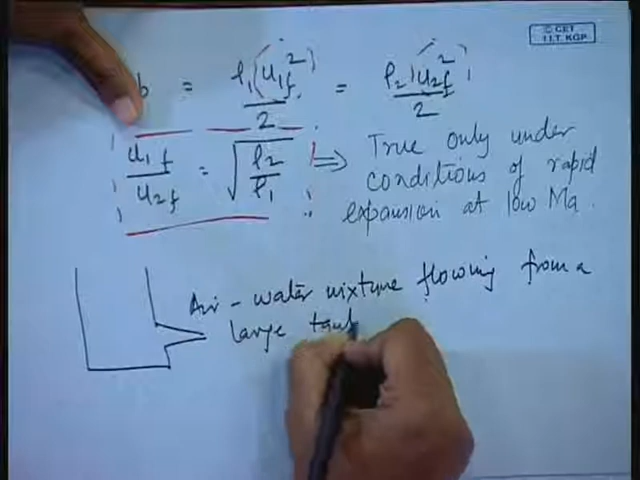 © CET
I.I.T. KGP
b = ρ₁(u₁f²)/2 = ρ₂(u₂f²)/2
u₁f/u₂f = √(ρ₂/ρ₁) ⇒ True only under
conditions of rapid
expansion at low Ma.
Air - water mixture flowing from a
large tank